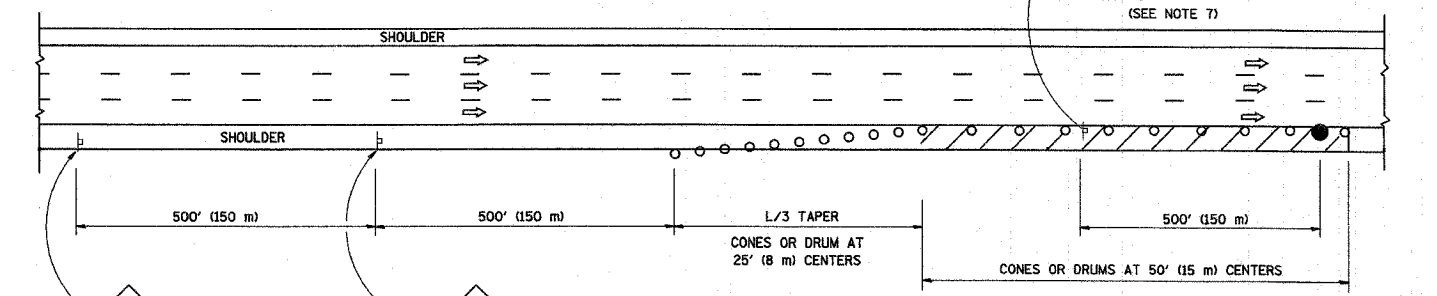 (SEE NOTE 7)
SHOULDER
SHOULDER
500' (150 m)
500' (150 m)
L/3 TAPER
CONES OR DRUM AT
25' (8 m) CENTERS
500' (150 m)
CONES OR DRUMS AT 50' (15 m) CENTERS